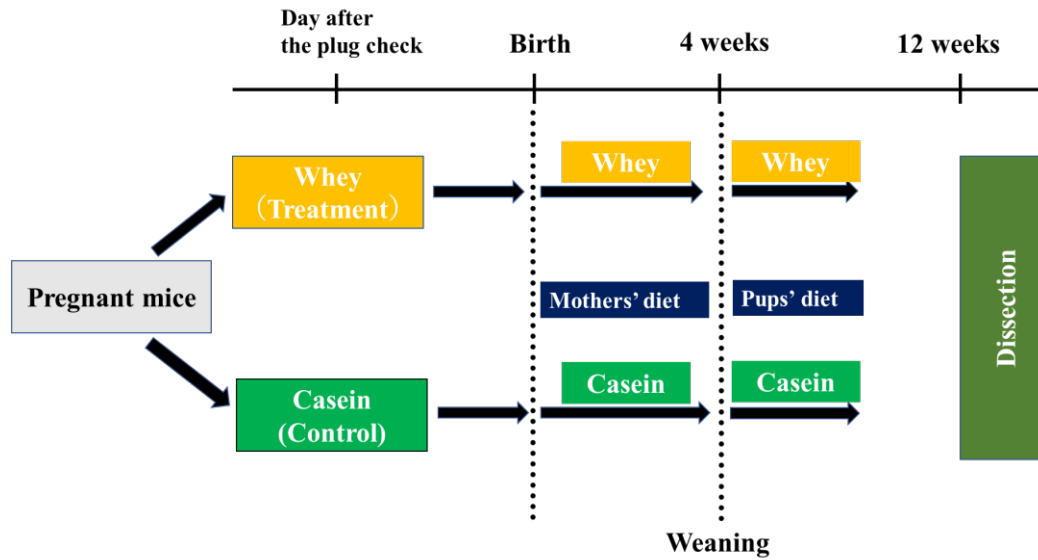 Day after
the plug check
Birth
4 weeks
12 weeks
Whey
（Treatment）
Whey
Whey
Pregnant mice
Mothers’ diet
Pups’ diet
Dissection
Casein
(Control)
Casein
Casein
Weaning